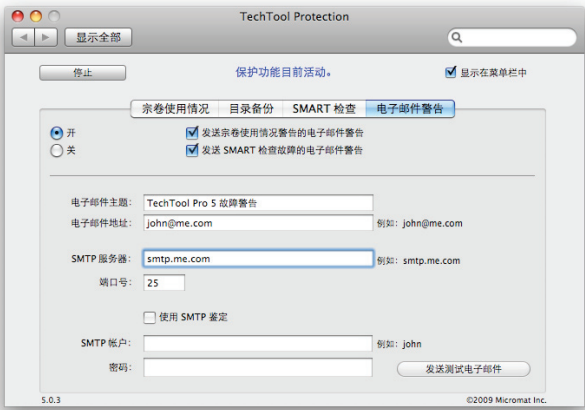 TechTool Protection
显示全部
停止 保护功能目前活动。 显示在菜单栏中
宗卷使用情况 目录备份 SMART 检查 电子邮件警告
开 发送宗卷使用情况警告的电子邮件警告
关 发送 SMART 检查故障的电子邮件警告
电子邮件主题: TechTool Pro 5 故障警告
电子邮件地址: john@me.com 例如: john@me.com
SMTP 服务器: smtp.me.com 例如: smtp.me.com
端口号: 25
使用 SMTP 鉴定
SMTP 帐户: 例如: john
密码: 发送测试电子邮件
5.0.3 ©2009 Micromat Inc.